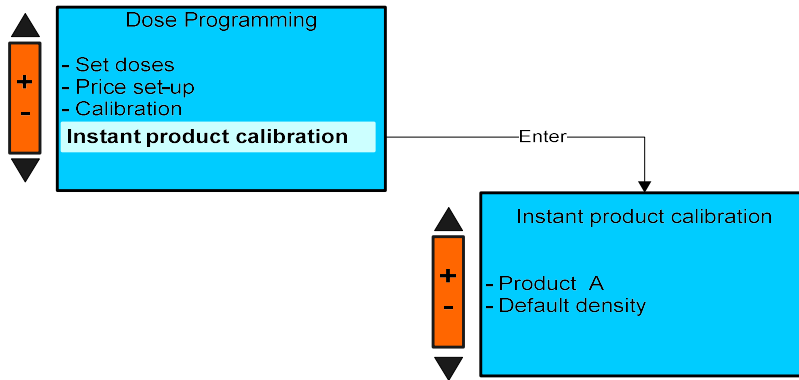 Dose Programming
- Set doses
- Price set-up
- Calibration
Instant product calibration
+
-
Enter
Instant product calibration
- Product A
- Default density
+
-